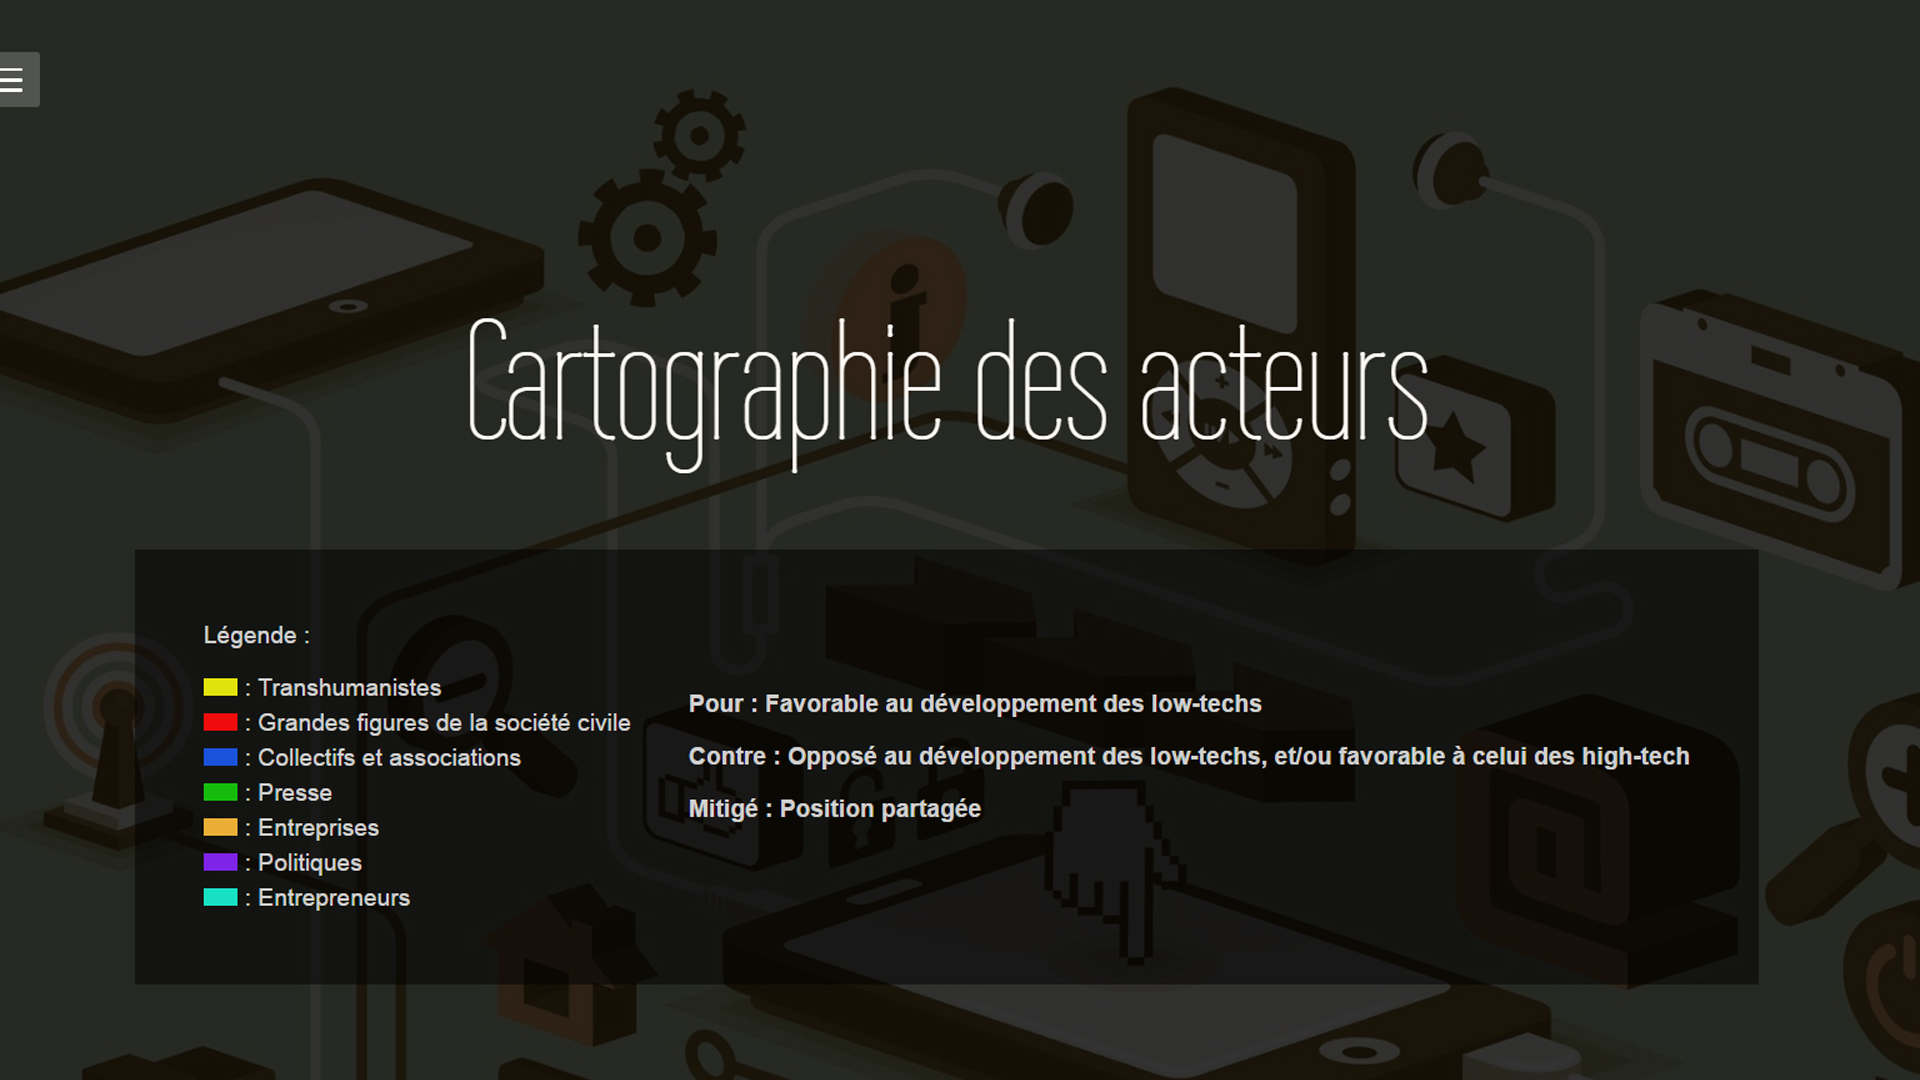 Cartographie des acteurs
Légende :
: Transhumanistes
: Grandes figures de la société civile
: Collectifs et associations
: Presse
: Entreprises
: Politiques
: Entrepreneurs
Pour : Favorable au développement des low-techs
Contre : Opposé au développement des low-techs, et/ou favorable à celui des high-tech
Mitigé : Position partagée